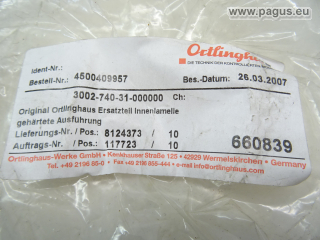 www.pagus.eu
Ortlinghaus
DIE TECHNIK DER KONTROLLIERTEN
Ident-Nr.:
Bestell-Nr.: 4500409957 Bes.-Datum: 26.03.2007
3002-740-31-000000 Ch:
Original Ortlinghaus Ersatzteil Innenlamelle
gehärtete Ausführung
Lieferungs-Nr./Pos.: 8124373 / 10
Auftrags-Nr./Pos.: 117723 / 10 660839
Ortlinghaus-Werke GmbH • Kenkhauser Straße 125 • 42929 Wermelskirchen • Germany